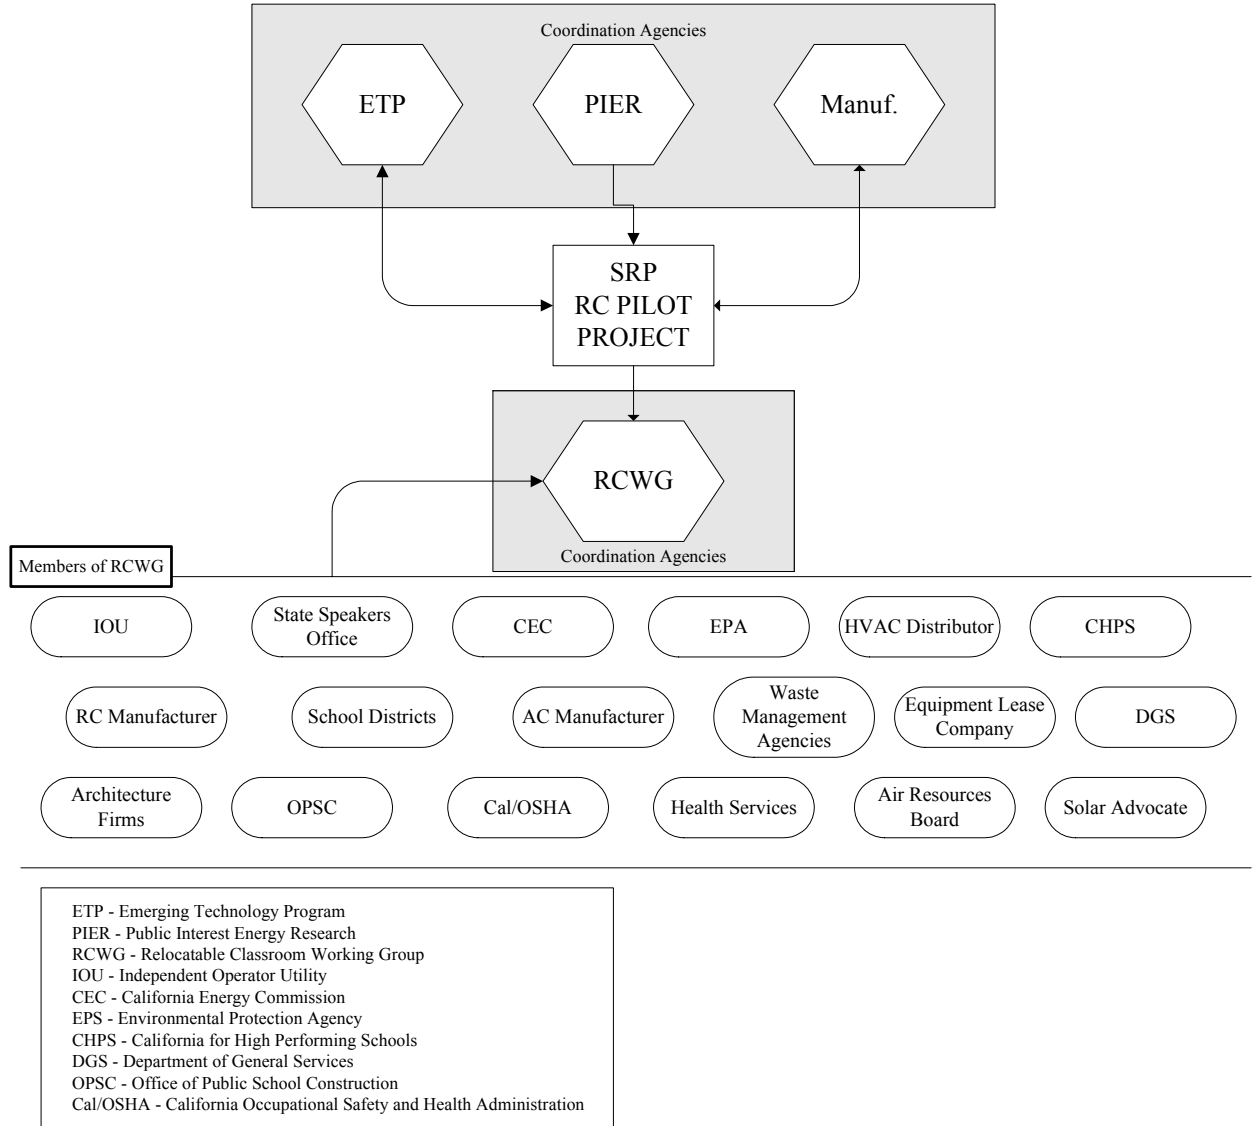 Coordination Agencies
ETP
PIER
Manuf.
SRP
RC PILOT
PROJECT
RCWG
Coordination Agencies
Members of RCWG
IOU
State Speakers
Office
CEC
EPA
HVAC Distributor
CHPS
RC Manufacturer
School Districts
AC Manufacturer
Waste
Management
Agencies
Equipment Lease
Company
DGS
Architecture
Firms
OPSC
Cal/OSHA
Health Services
Air Resources
Board
Solar Advocate
ETP - Emerging Technology Program
PIER - Public Interest Energy Research
RCWG - Relocatable Classroom Working Group
IOU - Independent Operator Utility
CEC - California Energy Commission
EPS - Environmental Protection Agency
CHPS - California for High Performing Schools
DGS - Department of General Services
OPSC - Office of Public School Construction
Cal/OSHA - California Occupational Safety and Health Administration